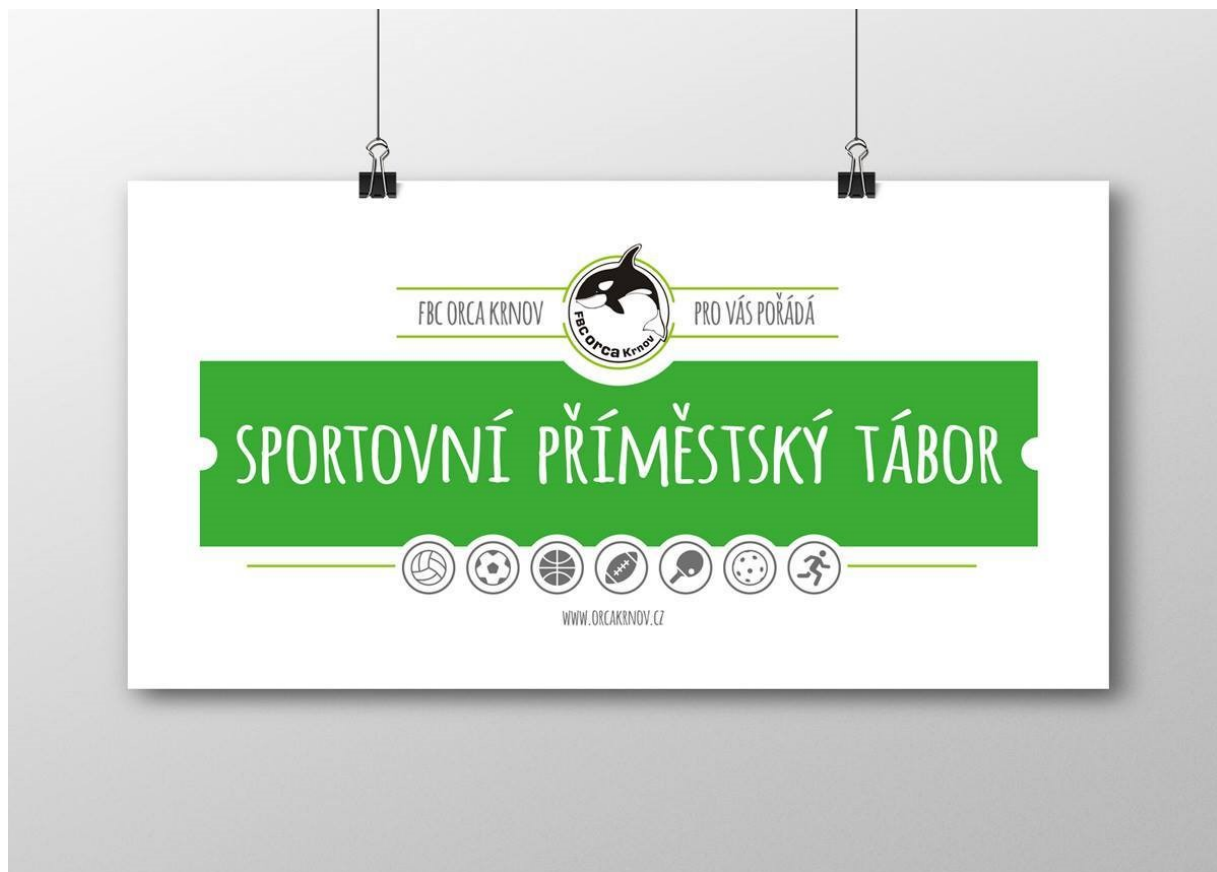 FBC ORCA KRNOV
PRO VÁS POŘÁDÁ
FBC orca Krnov
SPORTOVNÍ PŘÍMĚSTSKÝ TÁBOR
WWW.ORCAKRNOV.CZ